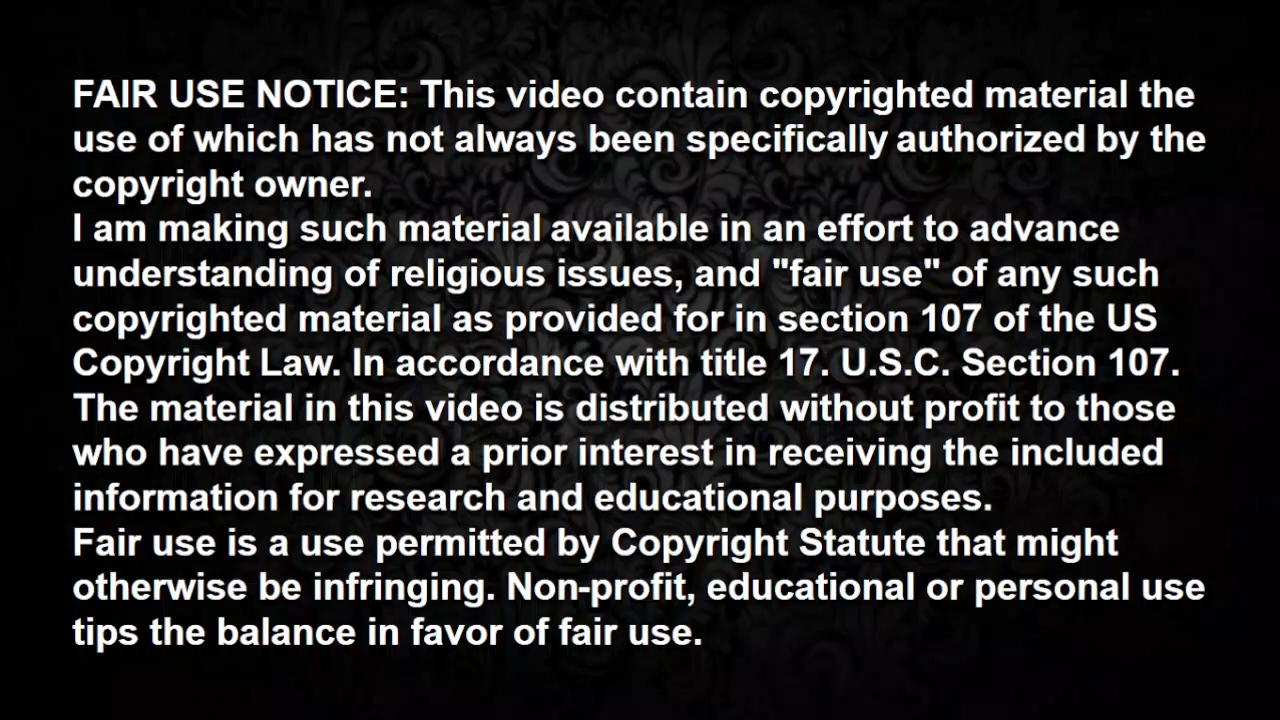 FAIR USE NOTICE: This video contain copyrighted material the
use of which has not always been specifically authorized by the
copyright owner.
I am making such material available in an effort to advance
understanding of religious issues, and "fair use" of any such
copyrighted material as provided for in section 107 of the US
Copyright Law. In accordance with title 17. U.S.C. Section 107.
The material in this video is distributed without profit to those
who have expressed a prior interest in receiving the included
information for research and educational purposes.
Fair use is a use permitted by Copyright Statute that might
otherwise be infringing. Non-profit, educational or personal use
tips the balance in favor of fair use.